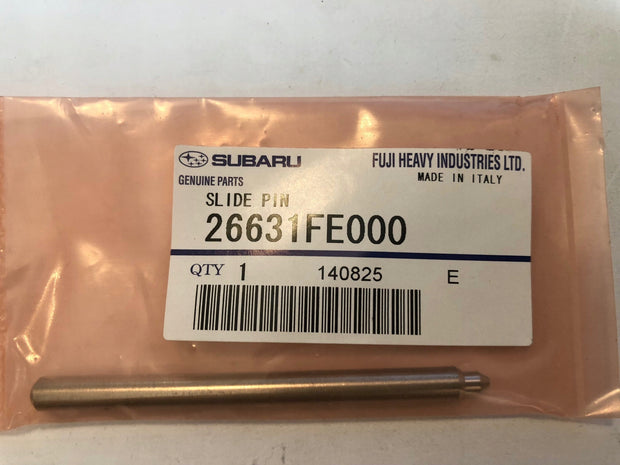 SUBARU
FUJI HEAVY INDUSTRIES LTD.
GENUINE PARTS
MADE IN ITALY
SLIDE PIN
26631FE000
QTY 1 140825 E